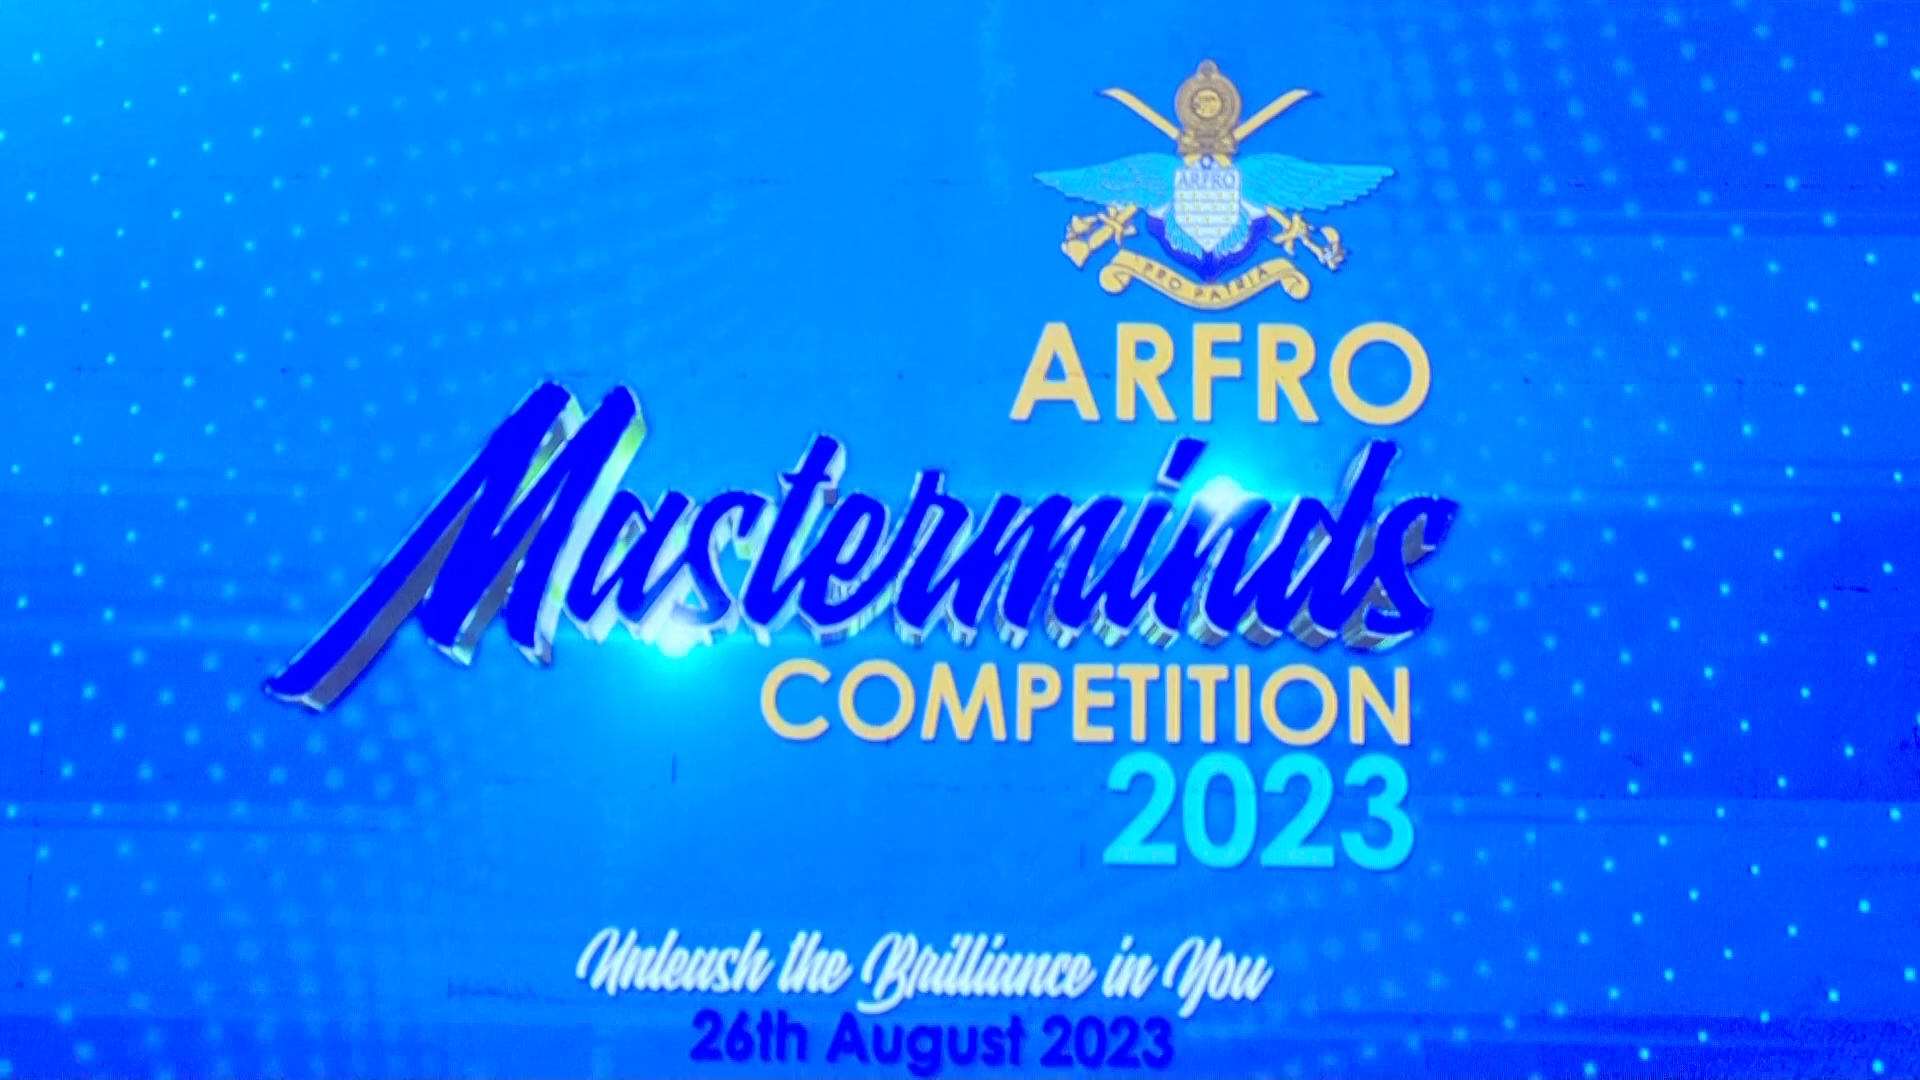 ARFRO
PRO PATRIA
ARFRO
Masterminds
COMPETITION
2023
Unleash the Brilliance in You
26th August 2023